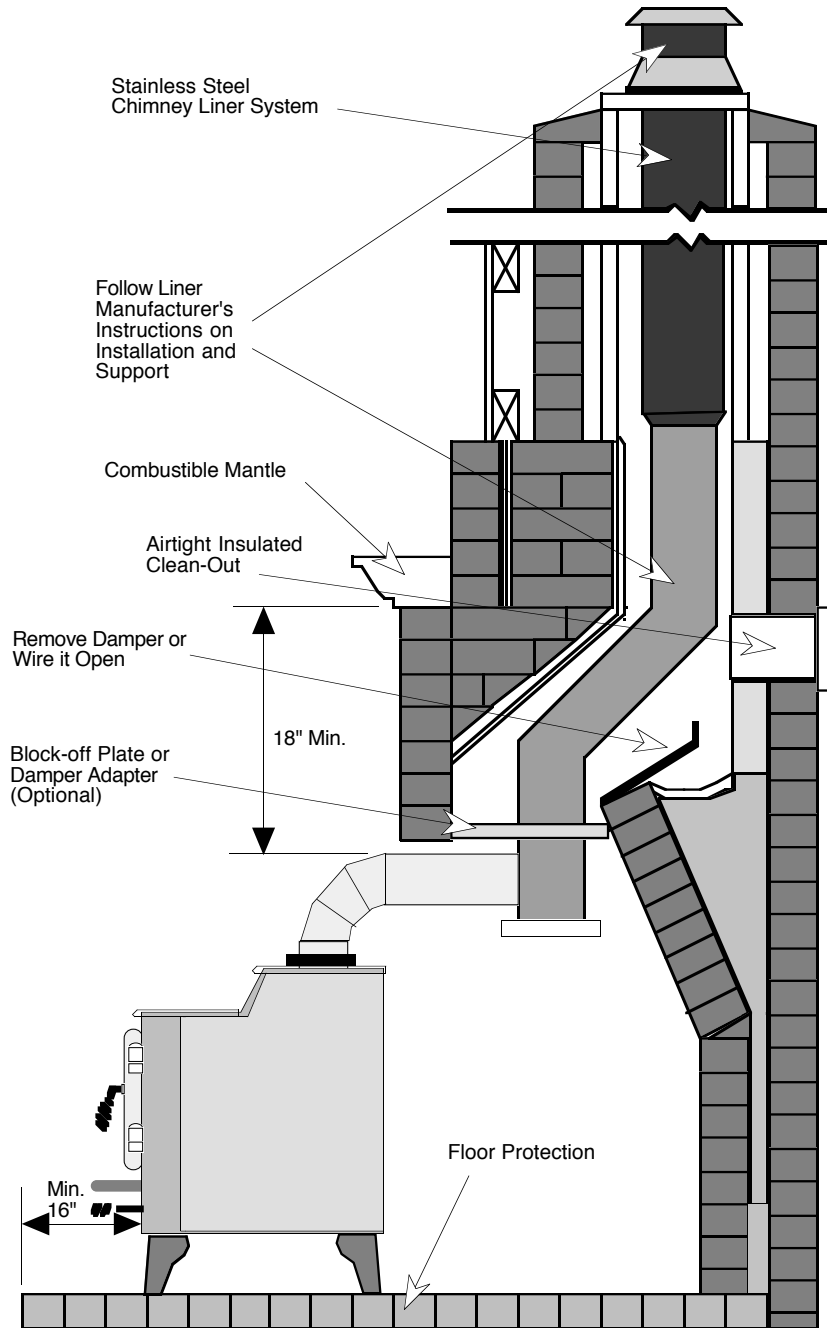 Stainless Steel
Chimney Liner System
Follow Liner
Manufacturer's
Instructions on
Installation and
Support
Combustible Mantle
Airtight Insulated
Clean-Out
Remove Damper or
Wire it Open
18" Min.
Block-off Plate or
Damper Adapter
(Optional)
Floor Protection
Min.
16"